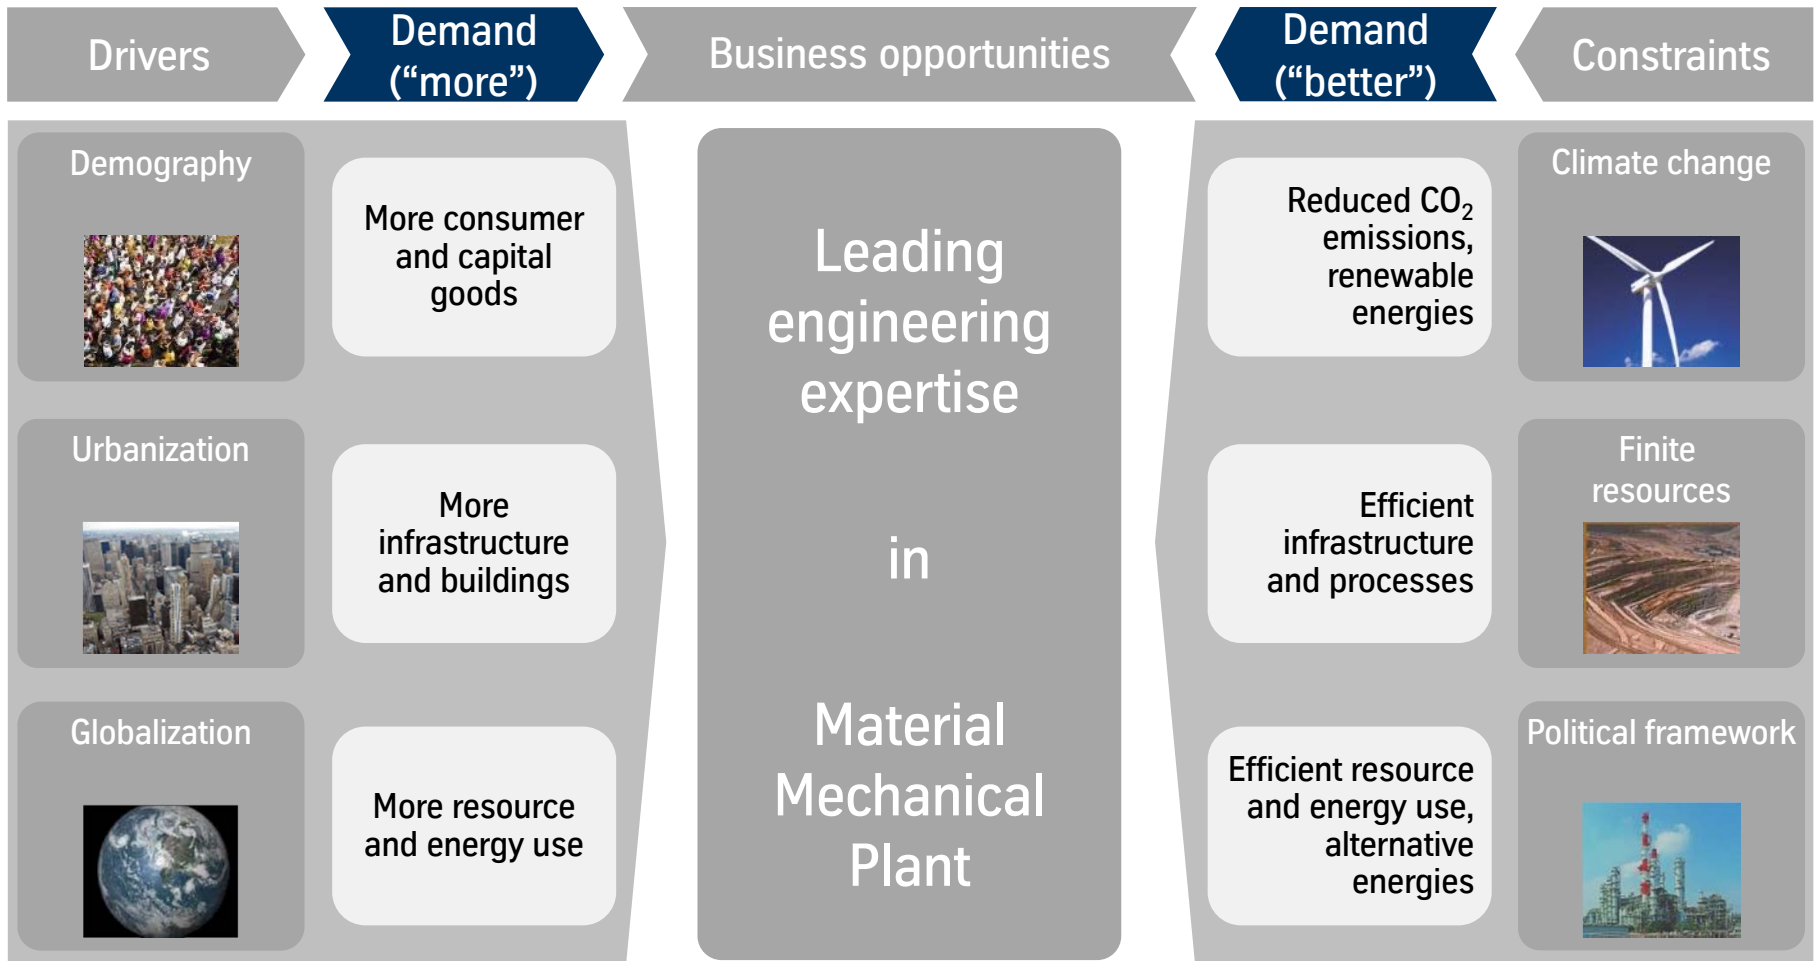 Drivers
Demand
(“more”)
Business opportunities
Demand
(“better”)
Constraints
Demography
More consumer
and capital
goods
Urbanization
More
infrastructure
and buildings
Globalization
More resource
and energy use
Leading
engineering
expertise
in
Material
Mechanical
Plant
Reduced CO₂
emissions,
renewable
energies
Climate change
Efficient
infrastructure
and processes
Finite
resources
Efficient resource
and energy use,
alternative
energies
Political framework